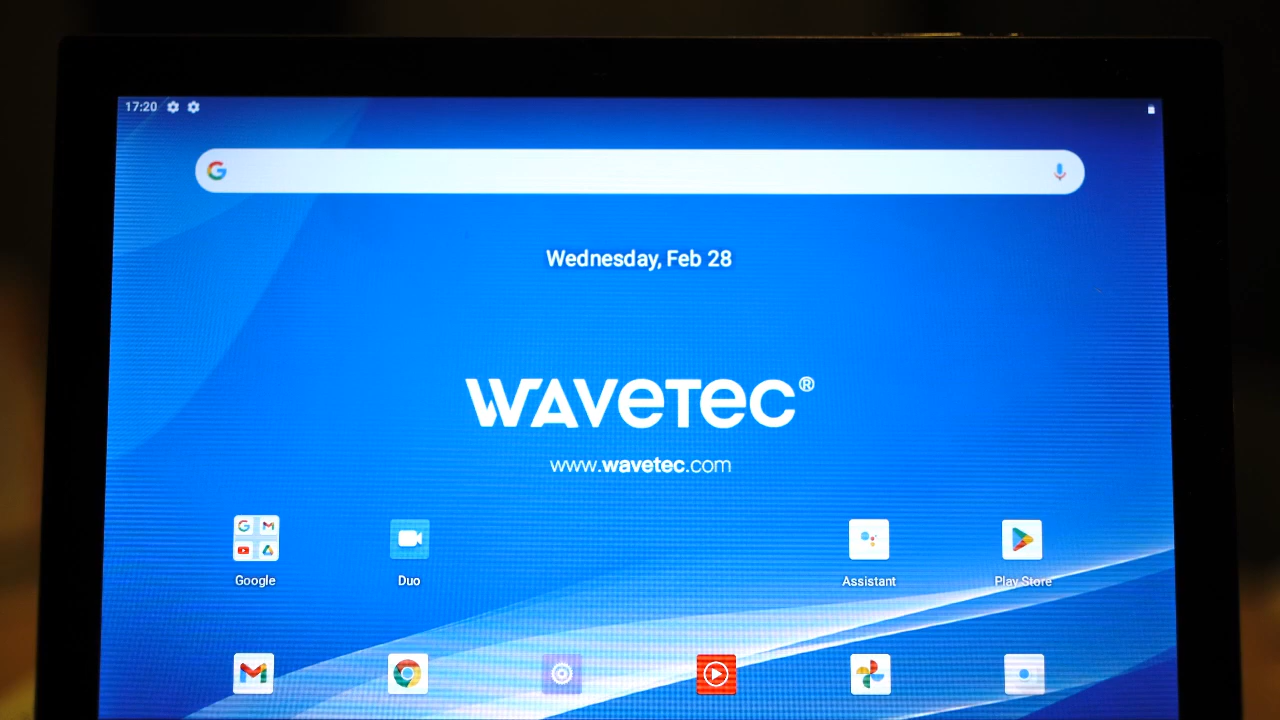 17:20
Wednesday, Feb 28
WAVETEC®
www.wavetec.com
Google
Duo
Assistant
Play Store